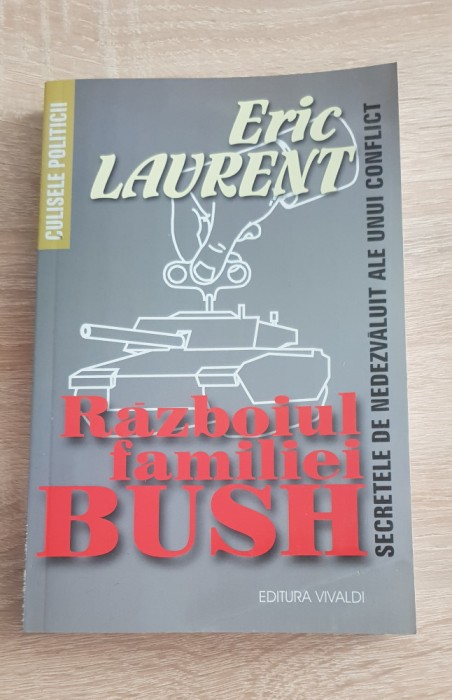 CULISELE POLITICII
Eric
LAURENT
SECRETELE DE NEDEZVĂLUIT ALE UNUI CONFLICT
Războiul
familiei
BUSH
EDITURA VIVALDI